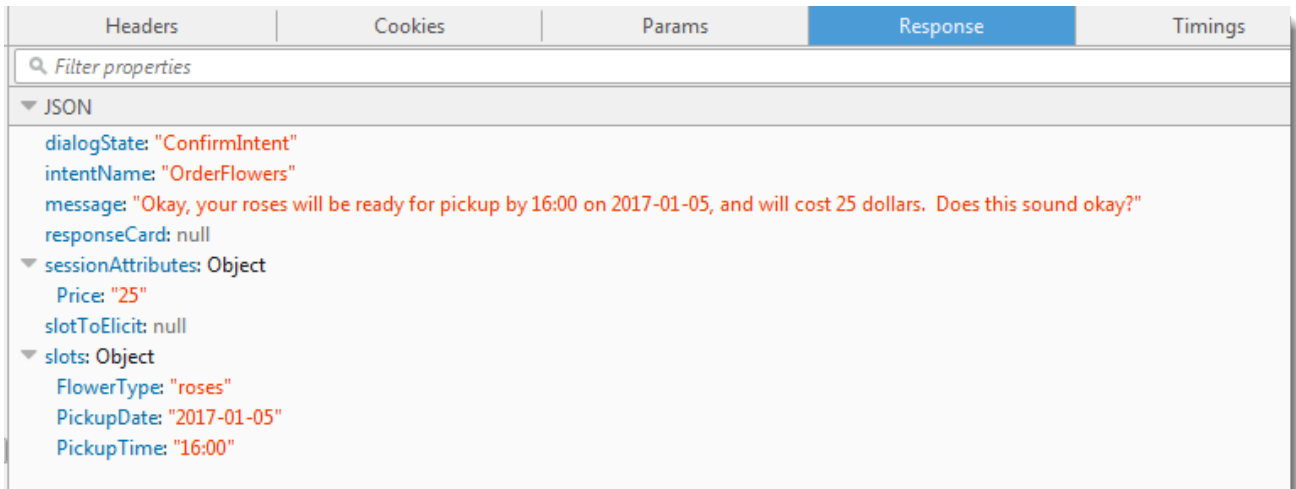 Headers Cookies Params Response Timings
Filter properties
JSON
dialogState: "ConfirmIntent"
intentName: "OrderFlowers"
message: "Okay, your roses will be ready for pickup by 16:00 on 2017-01-05, and will cost 25 dollars.  Does this sound okay?"
responseCard: null
sessionAttributes: Object
Price: "25"
slotToElicit: null
slots: Object
FlowerType: "roses"
PickupDate: "2017-01-05"
PickupTime: "16:00"